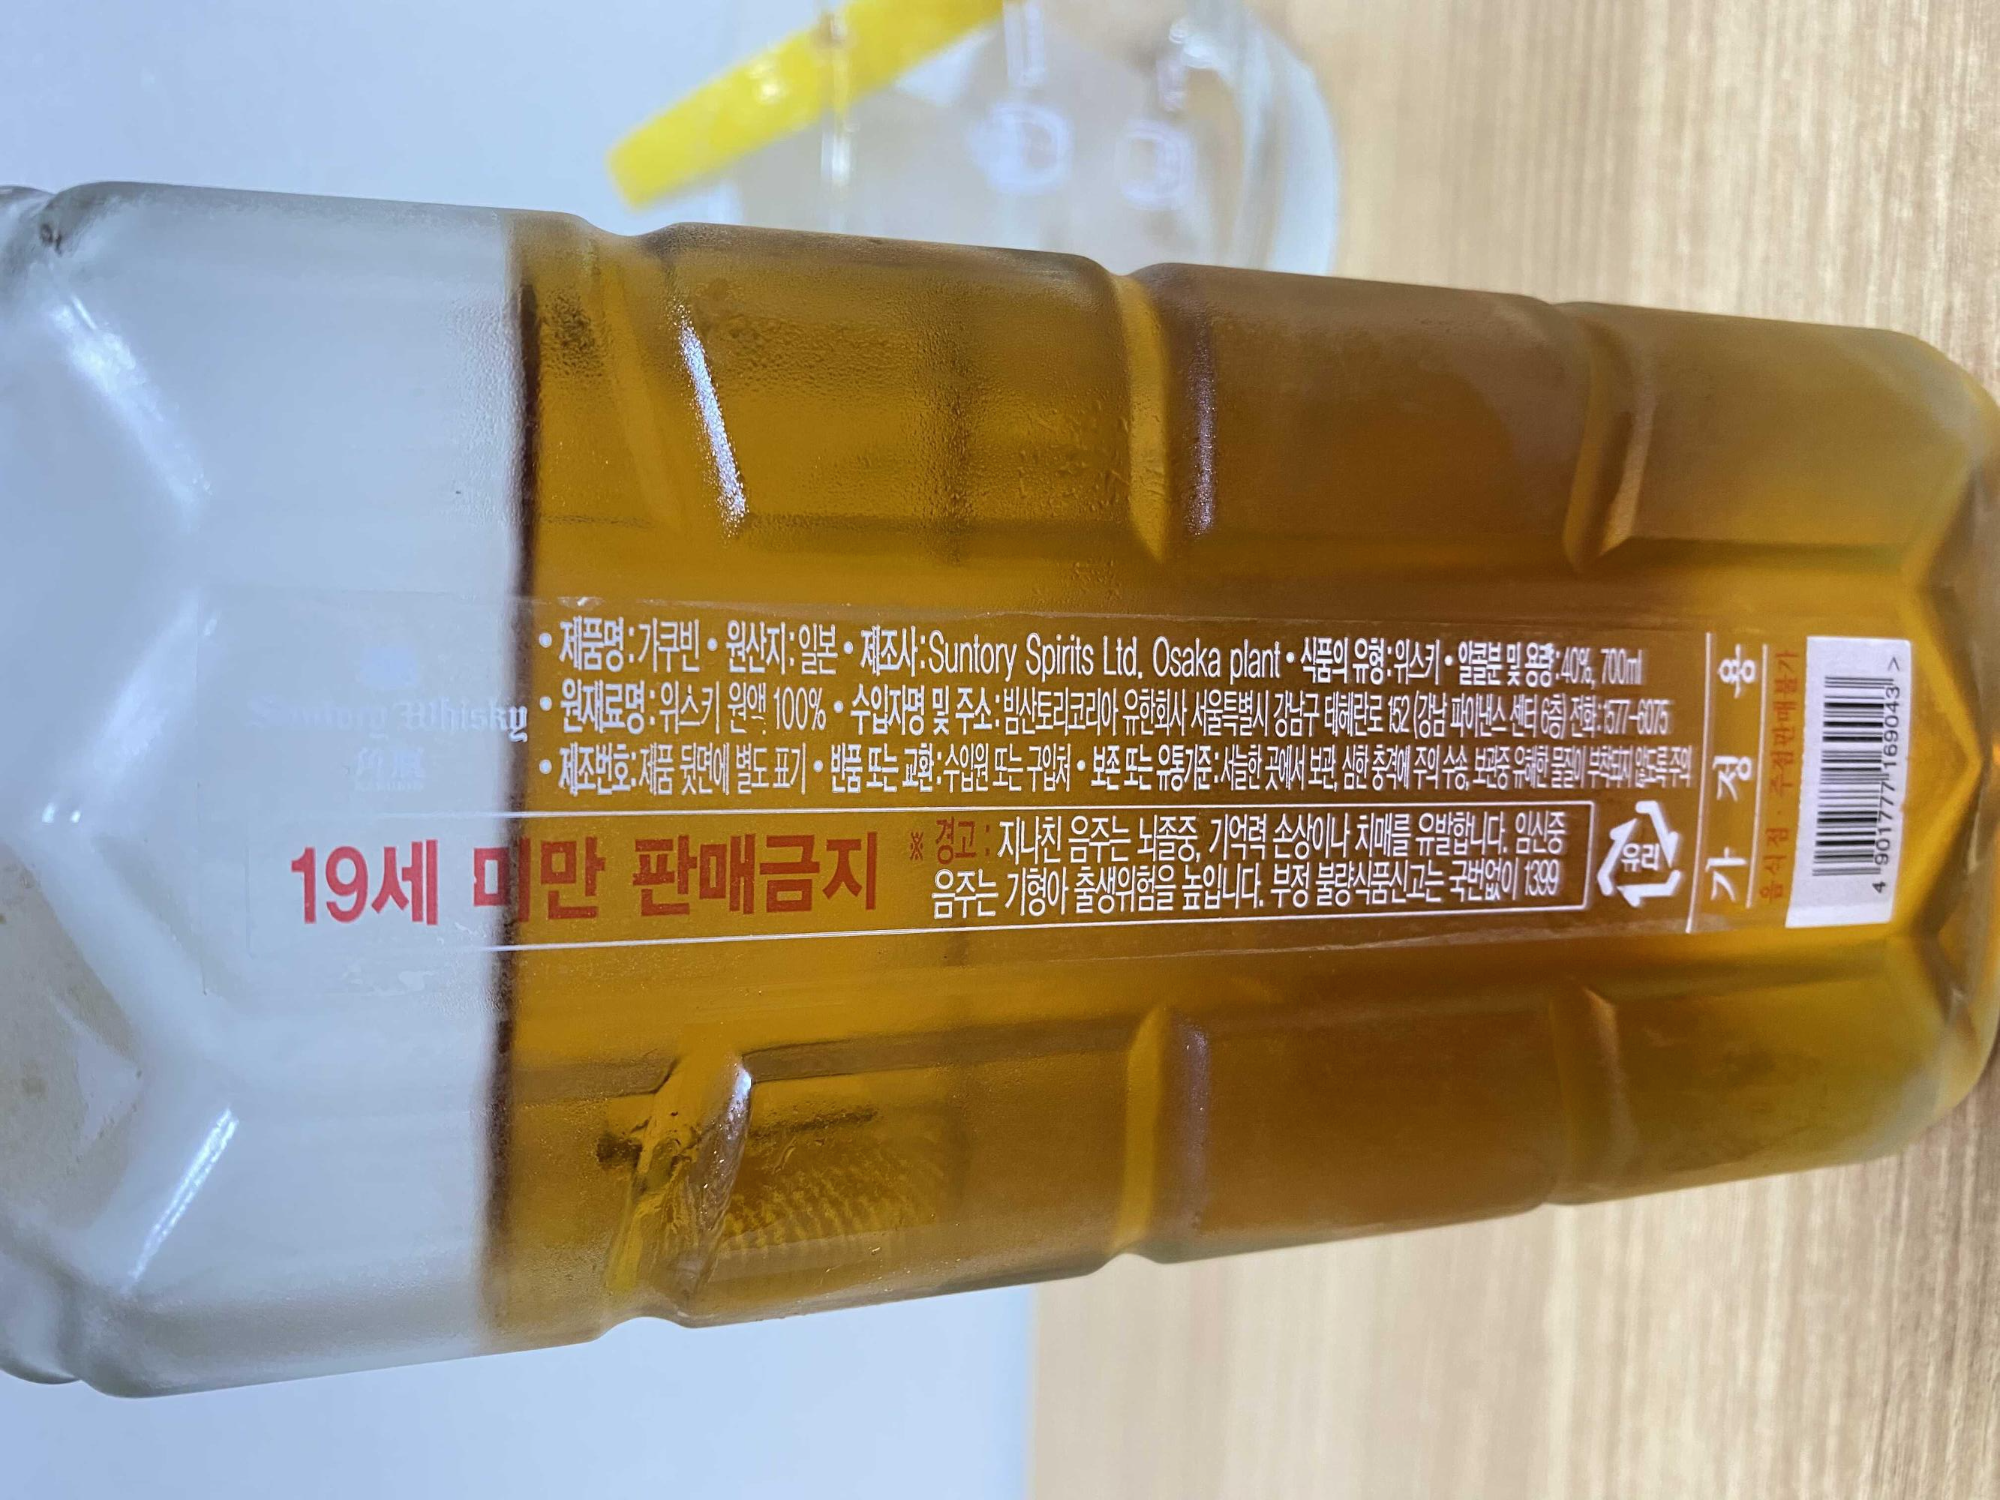 Suntory Whisky
角瓶
• 제품명:가쿠빈 • 원산지:일본 • 제조사:Suntory Spirits Ltd, Osaka plant • 식품의 유형:위스키 • 알콜분 및 용량:40%, 700ml
• 원재료명:위스키 원액 100% • 수입자명 및 주소:빔산토리코리아 유한회사 서울특별시 강남구 테헤란로 152 (강남 파이낸스 센터 6층) 전화:1577-6075
• 제조번호:제품 뒷면에 별도 표기 • 반품 또는 교환:수입원 또는 구입처 • 보존 또는 유통기준:서늘한 곳에서 보관, 심한 충격에 주의 수송, 보관중 유해한 물질이 부착되지 않도록 주의
19세 미만 판매금지
※ 경고 : 지나친 음주는 뇌졸중, 기억력 손상이나 치매를 유발합니다. 임신중
음주는 기형아 출생위험을 높입니다. 부정 불량식품신고는 국번없이 1399
유리
가 정 용
음식점 · 주점판매불가
4 901777 169043 >